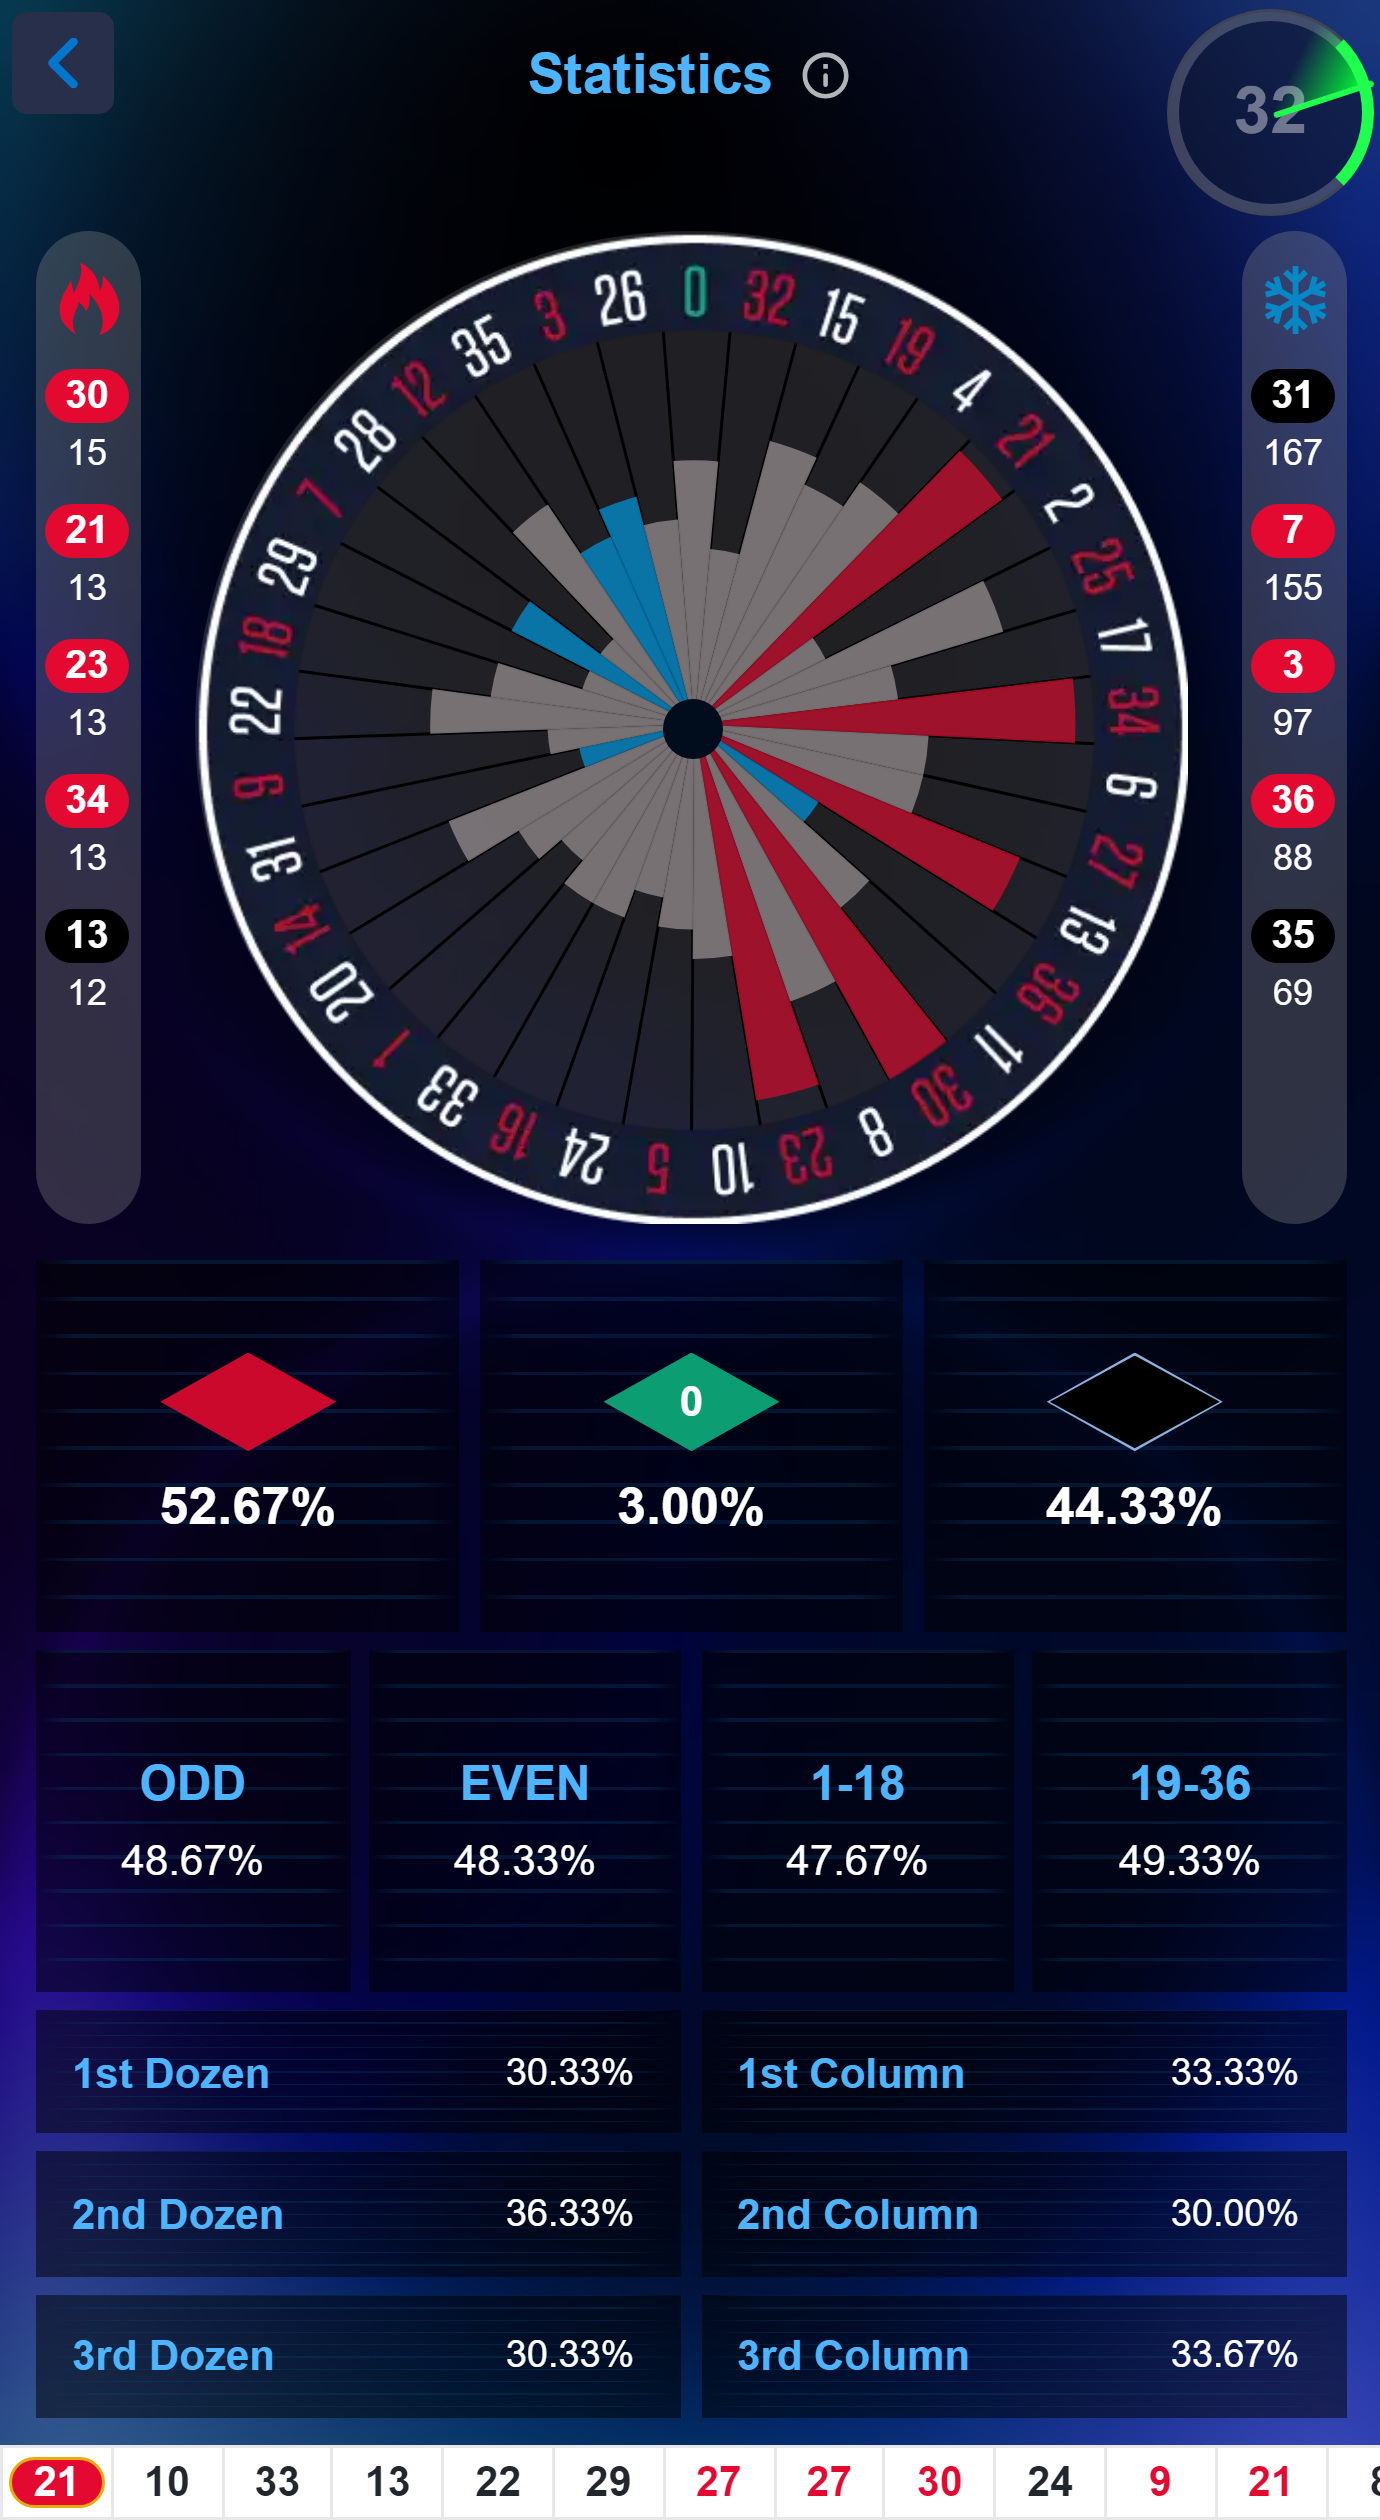 Statistics
32
0 32 15 19 4 21 2 25 17 34 6 27 13 36 11 30 8 23 10 5 24 16 33 1 20 14 31 9 22 18 29 7 28 12 35 3 26
30
15
21
13
23
13
34
13
13
12
31
167
7
155
3
97
36
88
35
69
0
52.67% 3.00% 44.33%
ODD EVEN 1-18 19-36
48.67% 48.33% 47.67% 49.33%
1st Dozen 30.33% 1st Column 33.33%
2nd Dozen 36.33% 2nd Column 30.00%
3rd Dozen 30.33% 3rd Column 33.67%
21 10 33 13 22 29 27 27 30 24 9 21